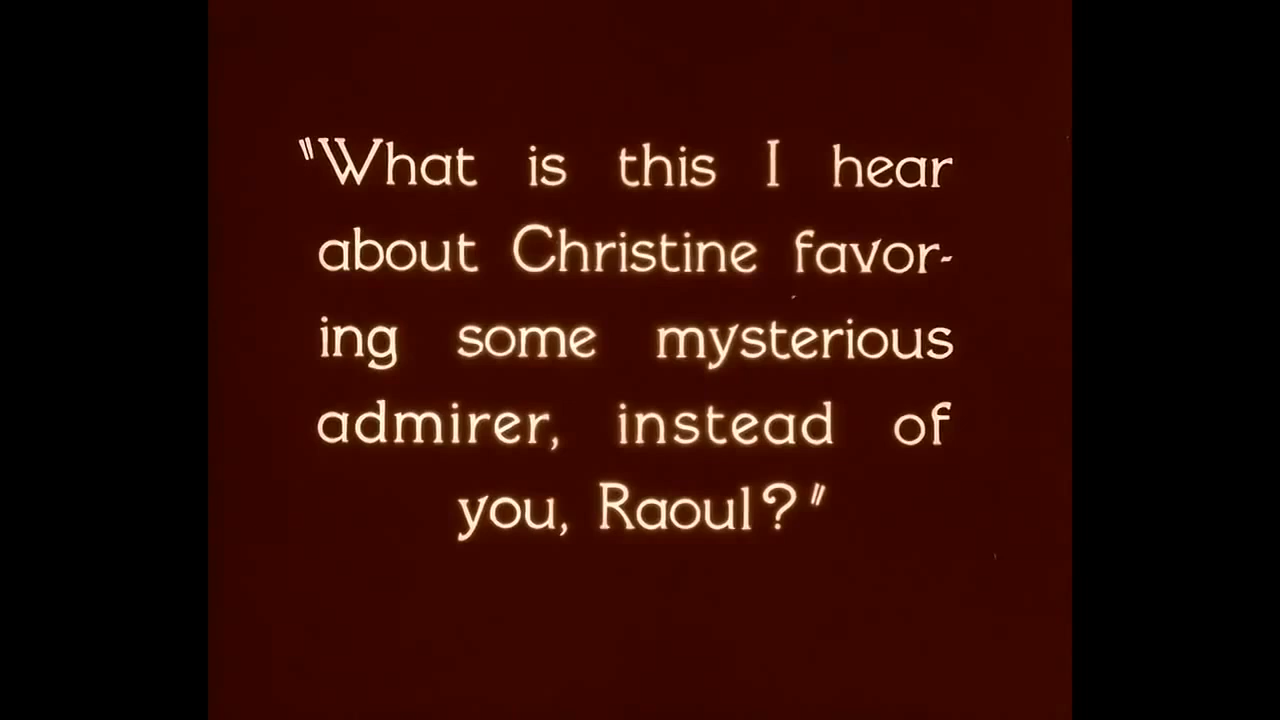 "What is this I hear
about Christine favor-
ing some mysterious
admirer, instead of
you, Raoul?"